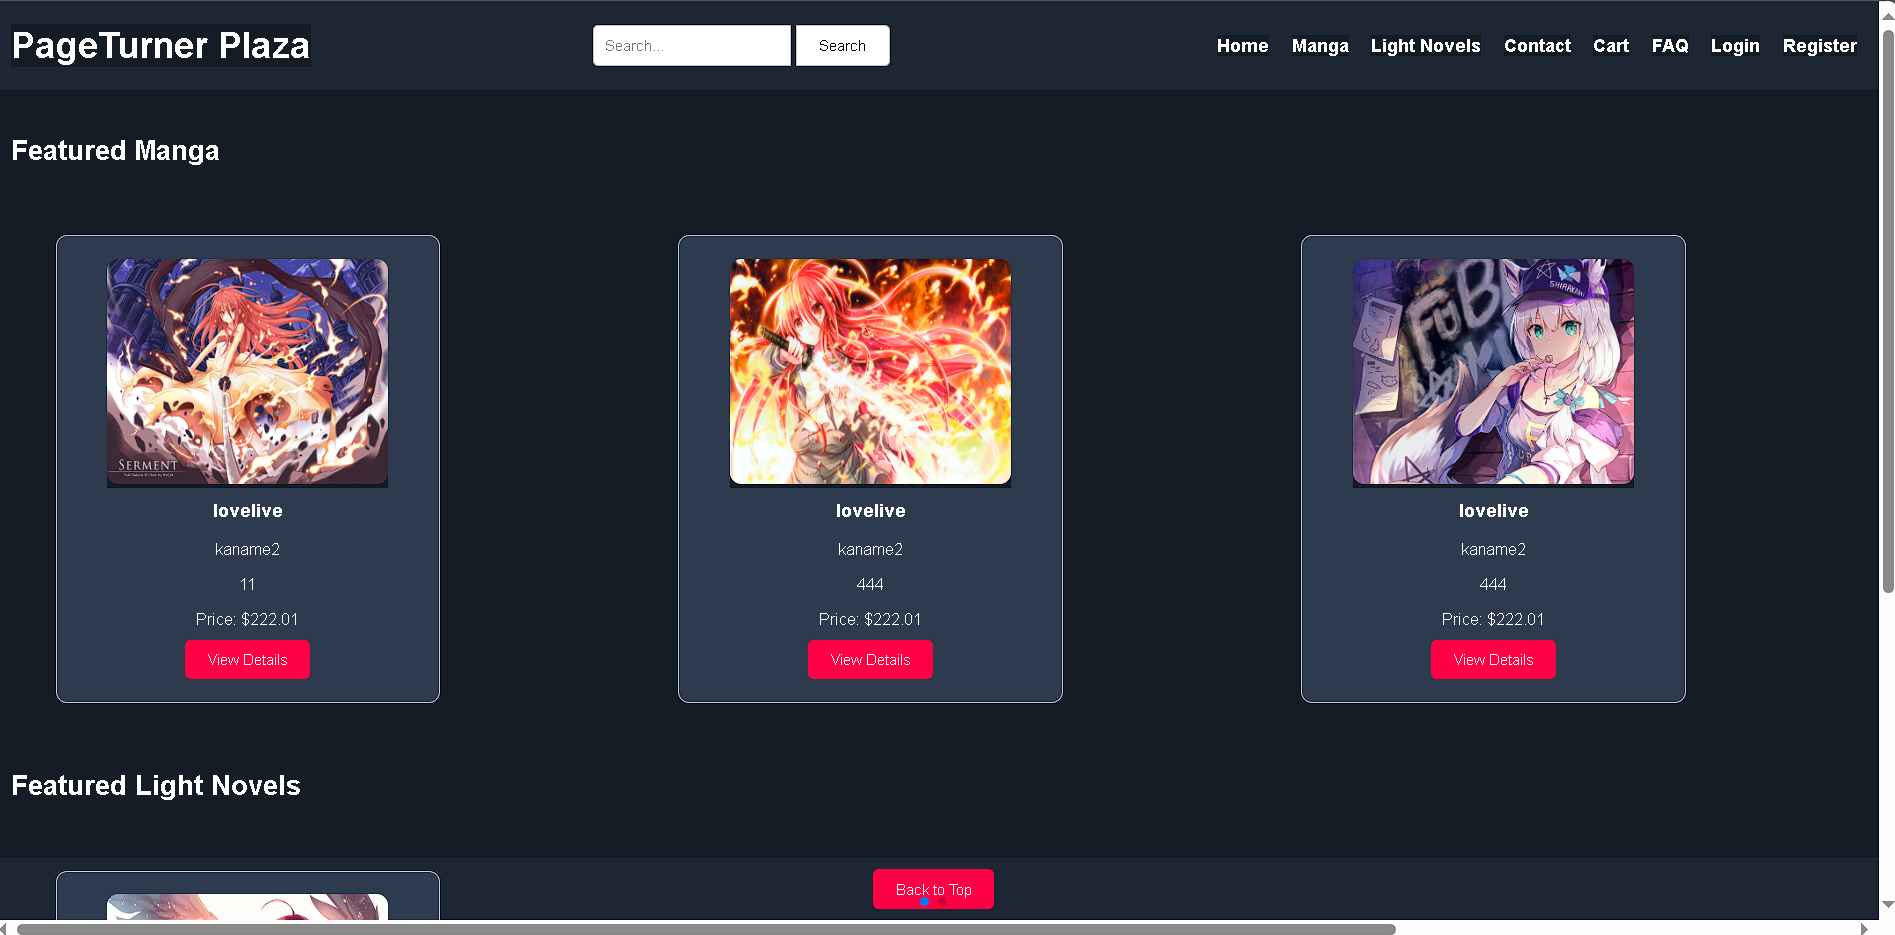 PageTurner Plaza
Search...
Search
Home Manga Light Novels Contact Cart FAQ Login Register
Featured Manga
SERMENT
FUB
SHIRAKAMI
lovelive
kaname2
11
Price: $222.01
View Details
lovelive
kaname2
444
Price: $222.01
View Details
lovelive
kaname2
444
Price: $222.01
View Details
Featured Light Novels
Back to Top